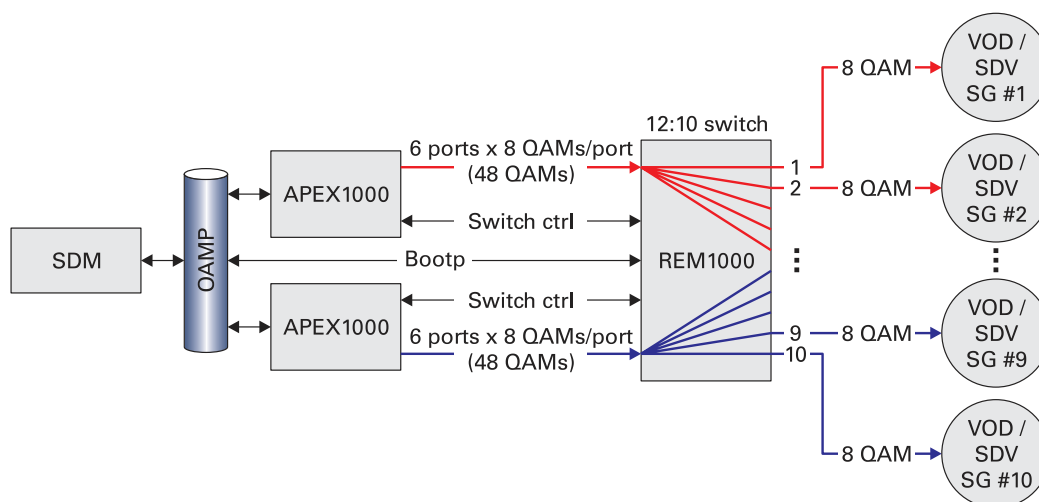 SDM
OAMP
APEX1000
APEX1000
6 ports x 8 QAMs/port
(48 QAMs)
Switch ctrl
Bootp
Switch ctrl
6 ports x 8 QAMs/port
(48 QAMs)
12:10 switch
REM1000
1
2
9
10
8 QAM
VOD /
SDV
SG #1
8 QAM
VOD /
SDV
SG #2
8 QAM
VOD /
SDV
SG #9
8 QAM
VOD /
SDV
SG #10